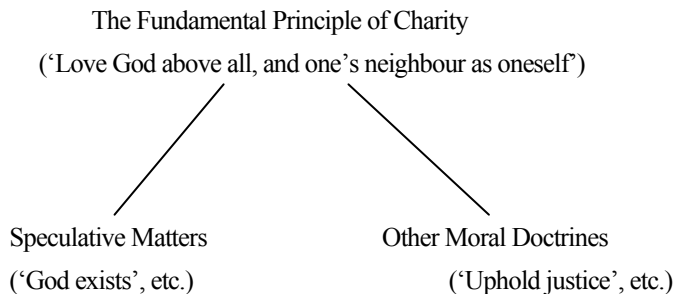 The Fundamental Principle of Charity
(‘Love God above all, and one’s neighbour as oneself’)
Speculative Matters
Other Moral Doctrines
(‘God exists’, etc.)
(‘Uphold justice’, etc.)